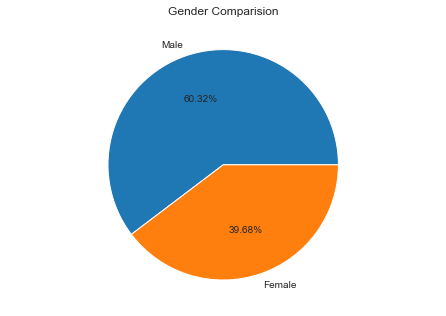 Gender Comparision
Male
60.32%
39.68%
Female